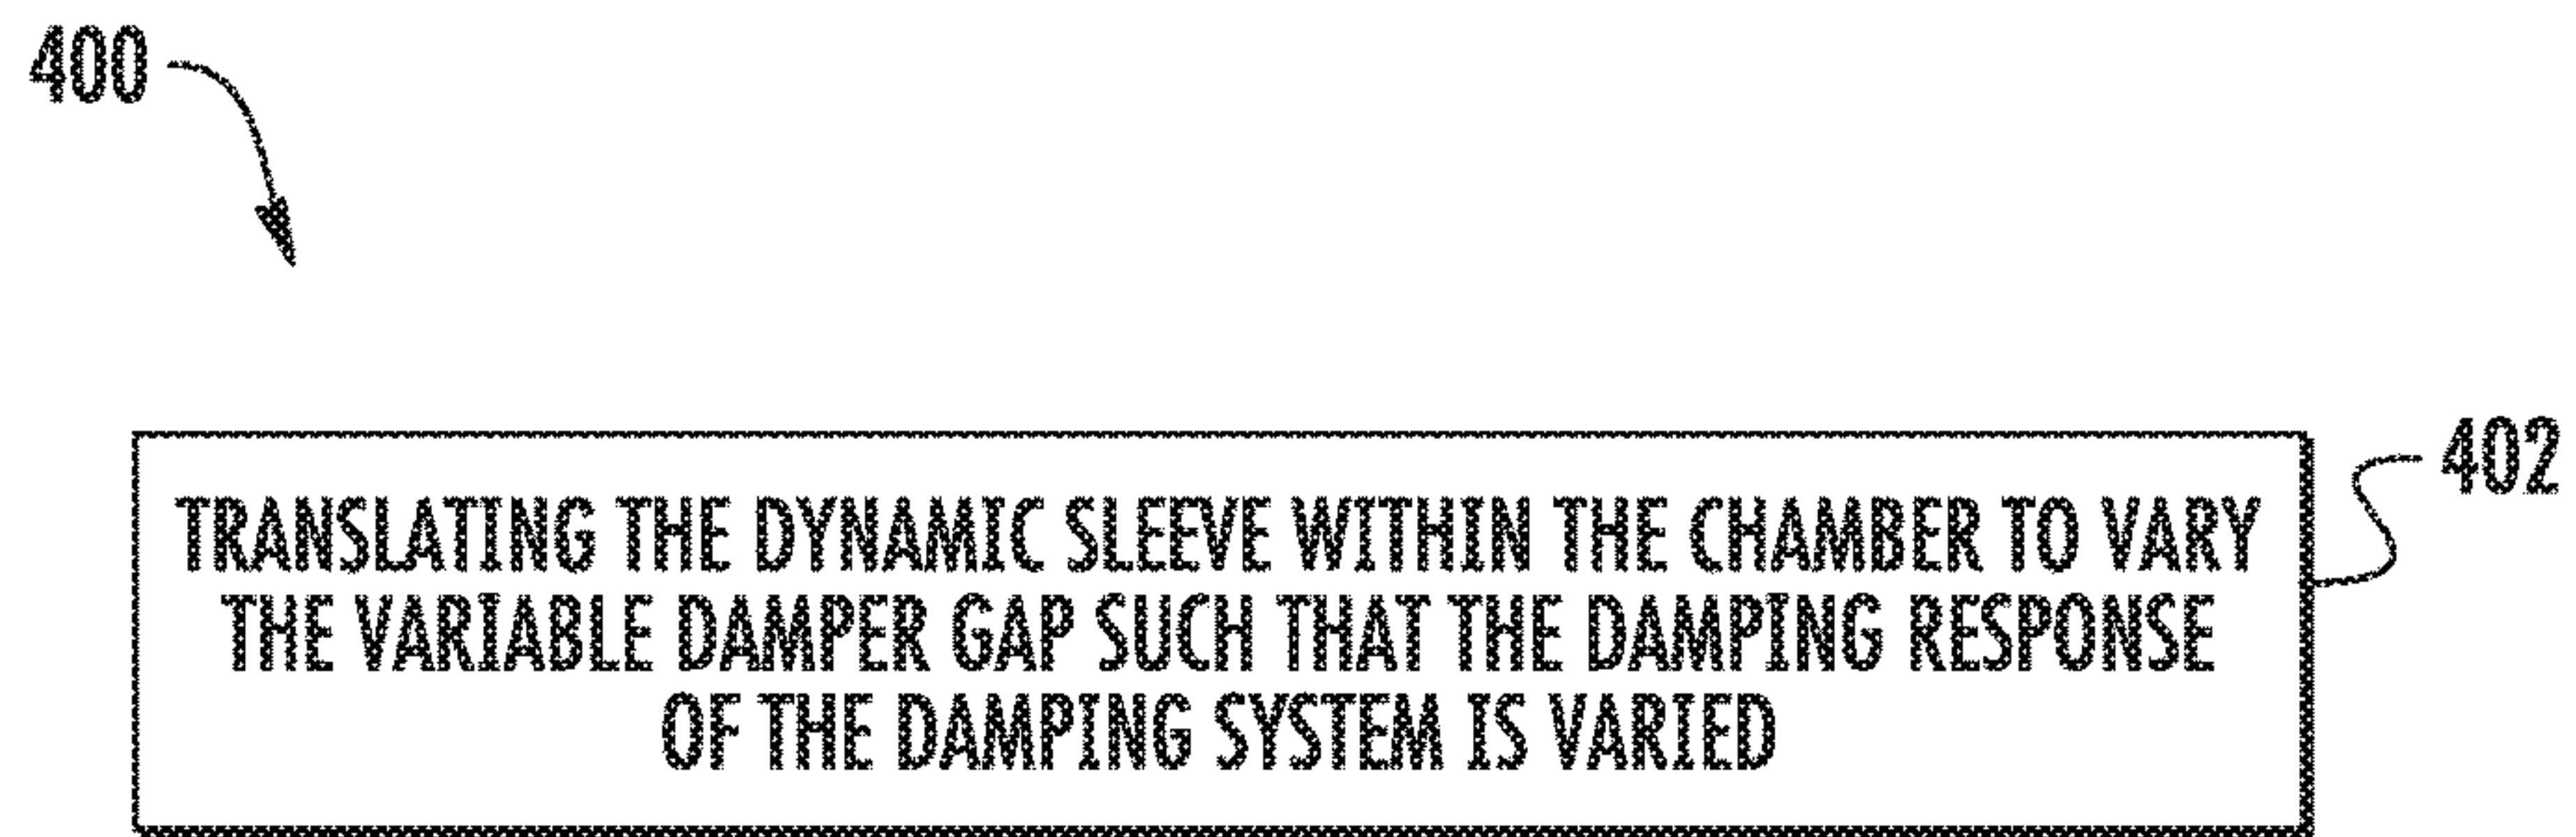 400
402
TRANSLATING THE DYNAMIC SLEEVE WITHIN THE CHAMBER TO VARY
THE VARIABLE DAMPER GAP SUCH THAT THE DAMPING RESPONSE
OF THE DAMPING SYSTEM IS VARIED